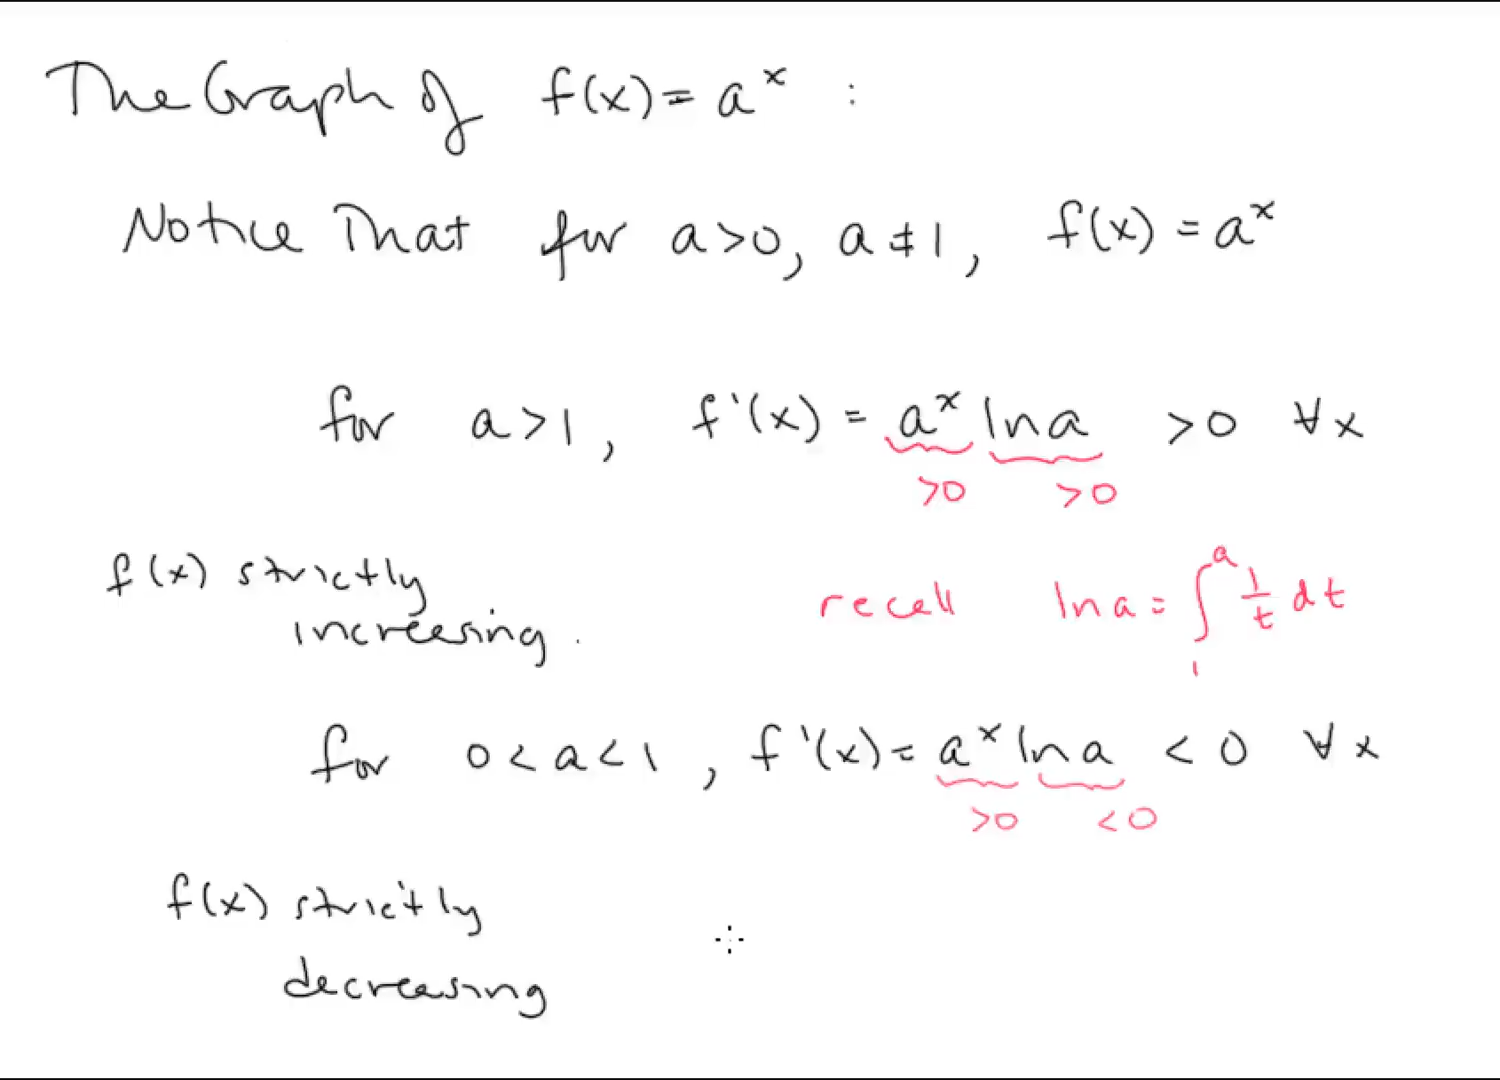 The Graph of f(x) = a^x :
Notice That for a>0, a≠1, f(x) = a^x
for a>1, f'(x) = a^x ln a >0 ∀x
>0 >0
f(x) strictly
increasing.
recall ln a = ∫_1^a 1/t dt
for 0<a<1, f'(x) = a^x ln a < 0 ∀x
>0 <0
f(x) strictly
decreasing